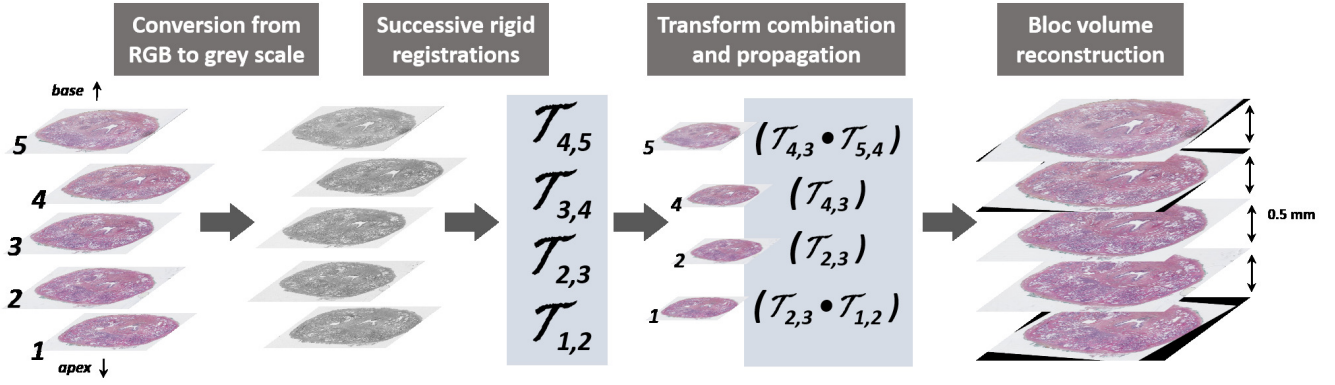 Conversion from
RGB to grey scale
Successive rigid
registrations
Transform combination
and propagation
Bloc volume
reconstruction
base
5
4
3
2
1
apex
T4,5
T3,4
T2,3
T1,2
5
(T4,3 • T5,4)
4
(T4,3)
2
(T2,3)
1
(T2,3 • T1,2)
0.5 mm